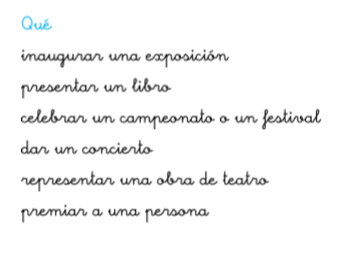 Qué
inaugurar una exposición
presentar un libro
celebrar un campeonato o un festival
dar un concierto
representar una obra de teatro
premiar a una persona